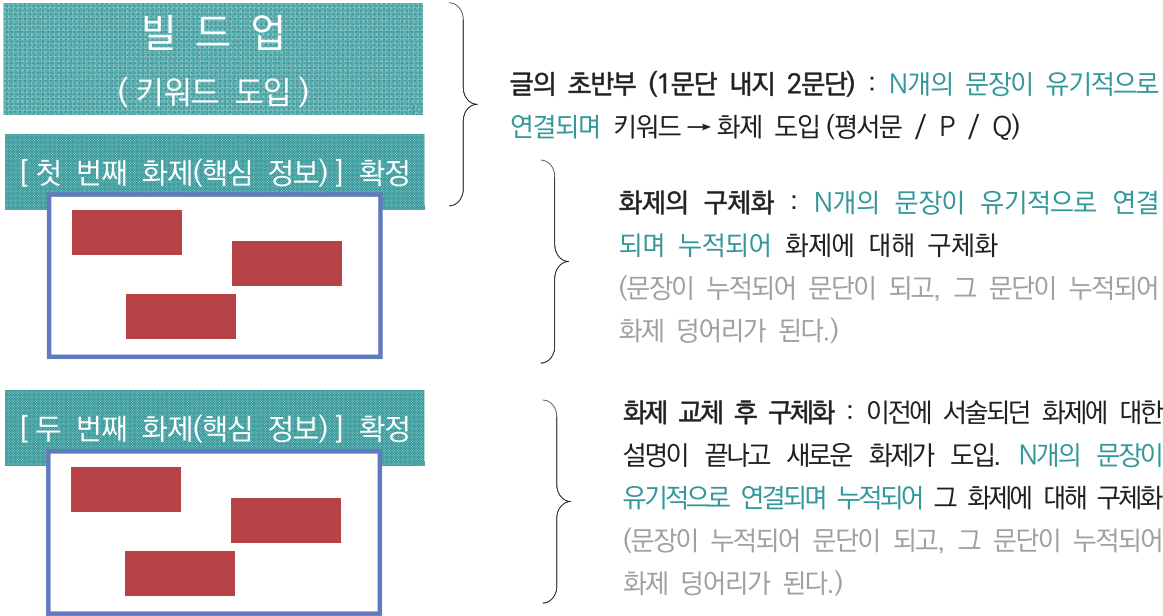 빌 드 업
( 키워드 도입 )
글의 초반부 (1문단 내지 2문단) : N개의 문장이 유기적으로
연결되며 키워드 → 화제 도입 (평서문 / P / Q)
[ 첫 번째 화제(핵심 정보) ] 확정
화제의 구체화 : N개의 문장이 유기적으로 연결
되며 누적되어 화제에 대해 구체화
(문장이 누적되어 문단이 되고, 그 문단이 누적되어
화제 덩어리가 된다.)
[ 두 번째 화제(핵심 정보) ] 확정
화제 교체 후 구체화 : 이전에 서술되던 화제에 대한
설명이 끝나고 새로운 화제가 도입. N개의 문장이
유기적으로 연결되며 누적되어 그 화제에 대해 구체화
(문장이 누적되어 문단이 되고, 그 문단이 누적되어
화제 덩어리가 된다.)